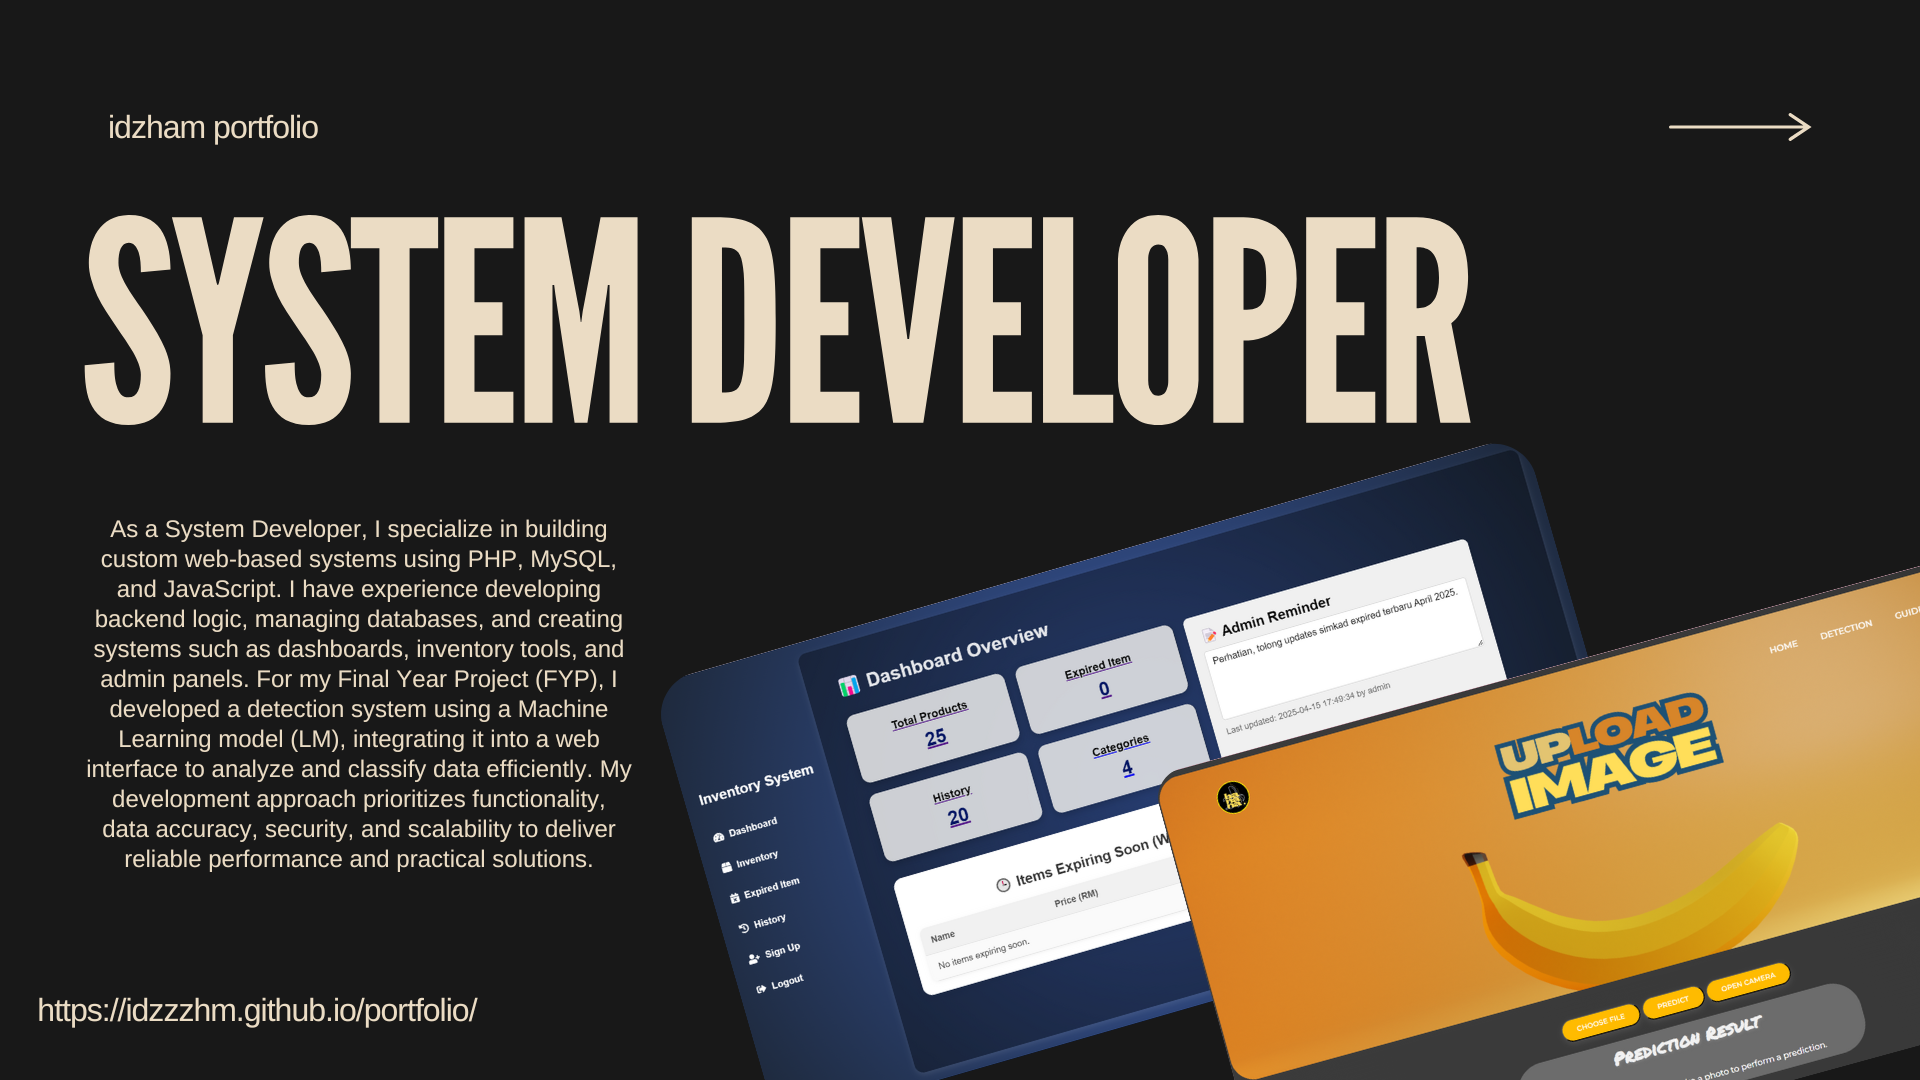 idzham portfolio
SYSTEM DEVELOPER
As a System Developer, I specialize in building
custom web-based systems using PHP, MySQL,
and JavaScript. I have experience developing
backend logic, managing databases, and creating
systems such as dashboards, inventory tools, and
admin panels. For my Final Year Project (FYP), I
developed a detection system using a Machine
Learning model (LM), integrating it into a web
interface to analyze and classify data efficiently. My
development approach prioritizes functionality,
data accuracy, security, and scalability to deliver
reliable performance and practical solutions.
https://idzzzhm.github.io/portfolio/
Inventory System
Dashboard
Inventory
Expired Item
History
Sign Up
Logout
Dashboard Overview
Total Products
25
Expired Item
0
History
20
Categories
4
Admin Reminder
Perhatian, tolong updates simkad expired terbaru April 2025.
Last updated: 2025-04-15 17:49:34 by admin
Items Expiring Soon (W
Name
Price (RM)
No items expiring soon.
HOME
DETECTION
GUID
UPLOAD
IMAGE
CHOOSE FILE
PREDICT
OPEN CAMERA
Prediction Result
a photo to perform a prediction.